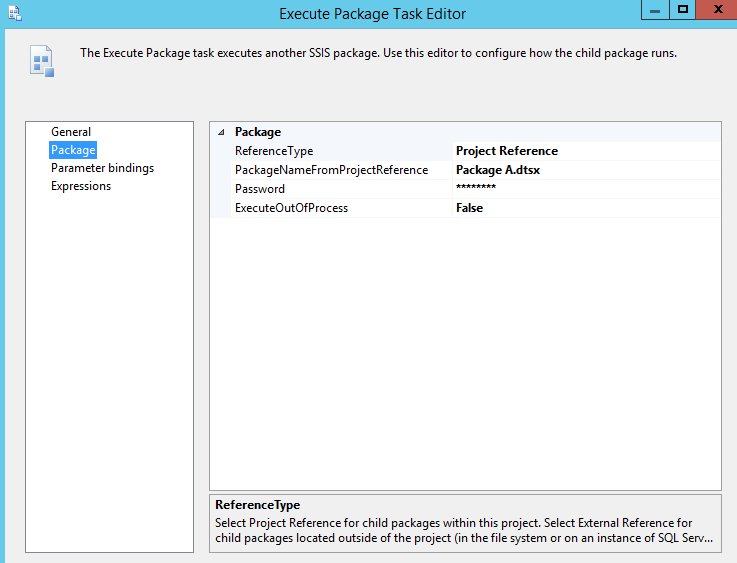 Execute Package Task Editor
The Execute Package task executes another SSIS package. Use this editor to configure how the child package runs.
General
Package
Parameter bindings
Expressions
Package
ReferenceType Project Reference
PackageNameFromProjectReference Package A.dtsx
Password ********
ExecuteOutOfProcess False
ReferenceType
Select Project Reference for child packages within this project. Select External Reference for
child packages located outside of the project (in the file system or on an instance of SQL Serv...